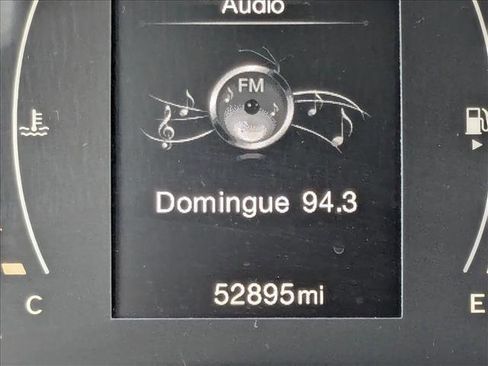 Audio
FM
Domingue 94.3
52895mi
C
E